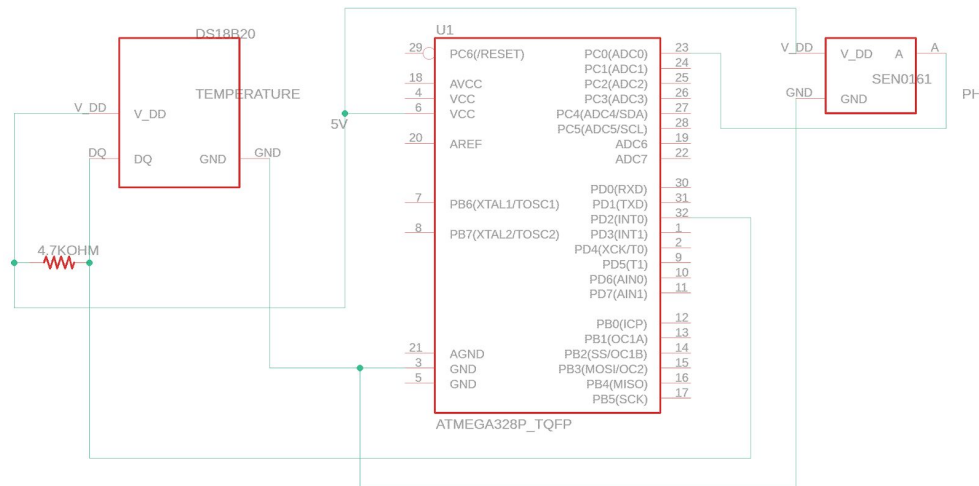 DS18B20
TEMPERATURE
V_DD
V_DD
DQ
DQ
GND
GND
4.7KOHM
5V
U1
29
PC6(/RESET)
18
AVCC
4
VCC
6
VCC
20
AREF
7
PB6(XTAL1/TOSC1)
8
PB7(XTAL2/TOSC2)
21
AGND
3
GND
5
GND
PC0(ADC0)
23
PC1(ADC1)
24
PC2(ADC2)
25
PC3(ADC3)
26
PC4(ADC4/SDA)
27
PC5(ADC5/SCL)
28
ADC6
19
ADC7
22
PD0(RXD)
30
PD1(TXD)
31
PD2(INT0)
32
PD3(INT1)
1
PD4(XCK/T0)
2
PD5(T1)
9
PD6(AIN0)
10
PD7(AIN1)
11
PB0(ICP)
12
PB1(OC1A)
13
PB2(SS/OC1B)
14
PB3(MOSI/OC2)
15
PB4(MISO)
16
PB5(SCK)
17
ATMEGA328P_TQFP
V_DD
V_DD
A
A
SEN0161
GND
GND
PH